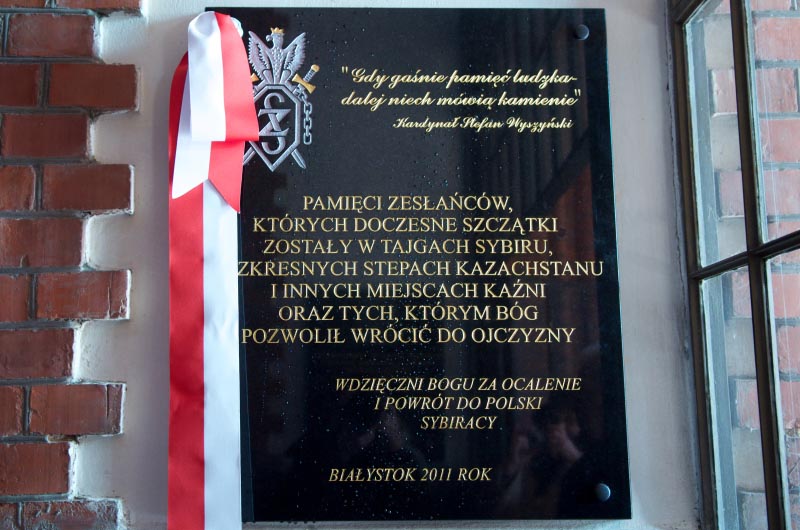 "Gdy gaśnie pamięć ludzka-
dalej niech mówią kamienie"
Kardynał Stefan Wyszyński
PAMIĘCI ZESŁAŃCÓW,
KTÓRYCH DOCZESNE SZCZĄTKI
ZOSTAŁY W TAJGACH SYBIRU,
ZKRESNYCH STEPACH KAZACHSTANU
I INNYCH MIEJSCACH KAŹNI
ORAZ TYCH, KTÓRYM BÓG
POZWOLIŁ WRÓCIĆ DO OJCZYZNY
WDZIĘCZNI BOGU ZA OCALENIE
I POWRÓT DO POLSKI
SYBIRACY
BIAŁYSTOK 2011 ROK